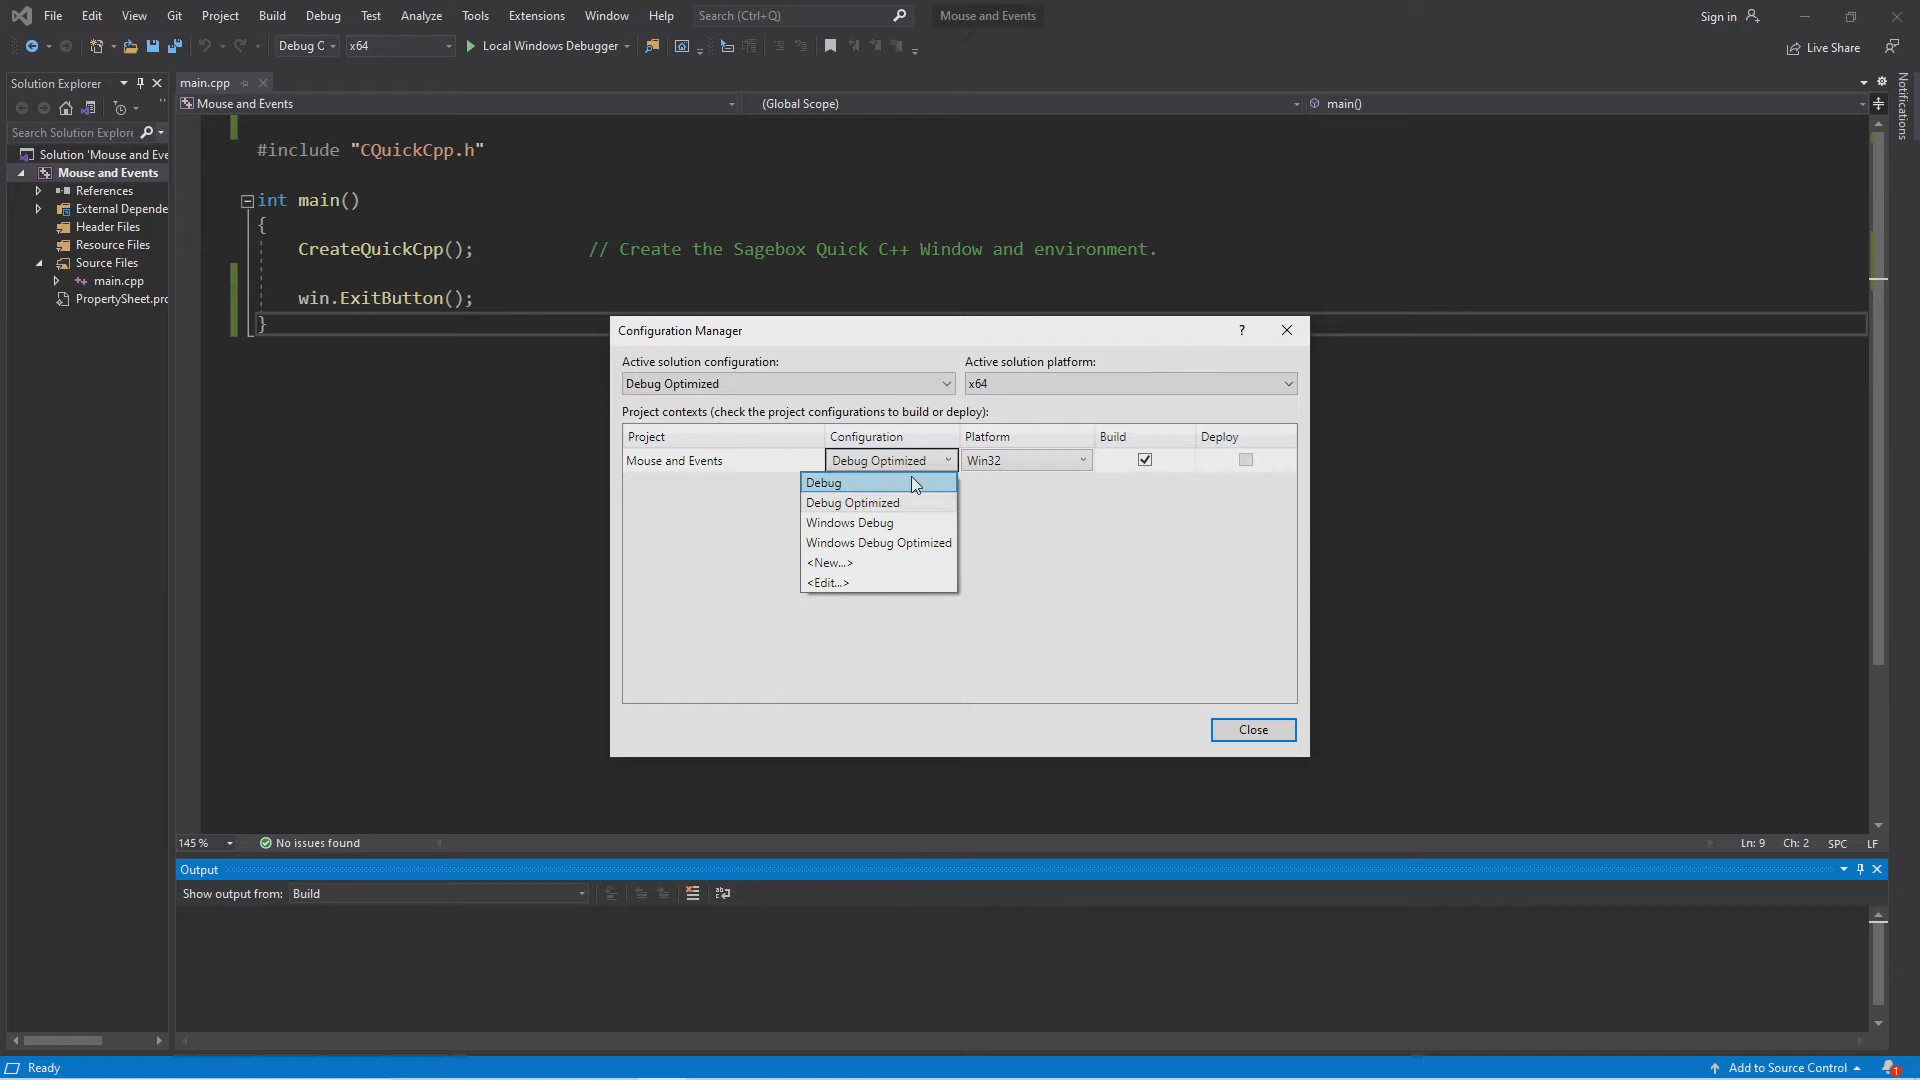 File Edit View Git Project Build Debug Test Analyze Tools Extensions Window Help Search (Ctrl+Q) Mouse and Events Sign in
Debug C x64 Local Windows Debugger Live Share
Solution Explorer main.cpp
Mouse and Events (Global Scope) main()
Notifications
Search Solution Explore
Solution 'Mouse and Eve
Mouse and Events
References
External Depende
Header Files
Resource Files
Source Files
main.cpp
PropertySheet.pro
#include "CQuickCpp.h"
int main()
{
CreateQuickCpp(); // Create the Sagebox Quick C++ Window and environment.
win.ExitButton();
}
Configuration Manager ?
Active solution configuration: Active solution platform:
Debug Optimized x64
Project contexts (check the project configurations to build or deploy):
Project Configuration Platform Build Deploy
Mouse and Events Debug Optimized Win32
Debug
Debug Optimized
Windows Debug
Windows Debug Optimized
<New...>
<Edit...>
Close
145 % No issues found Ln: 9 Ch: 2 SPC LF
Output
Show output from: Build
Ready Add to Source Control 1